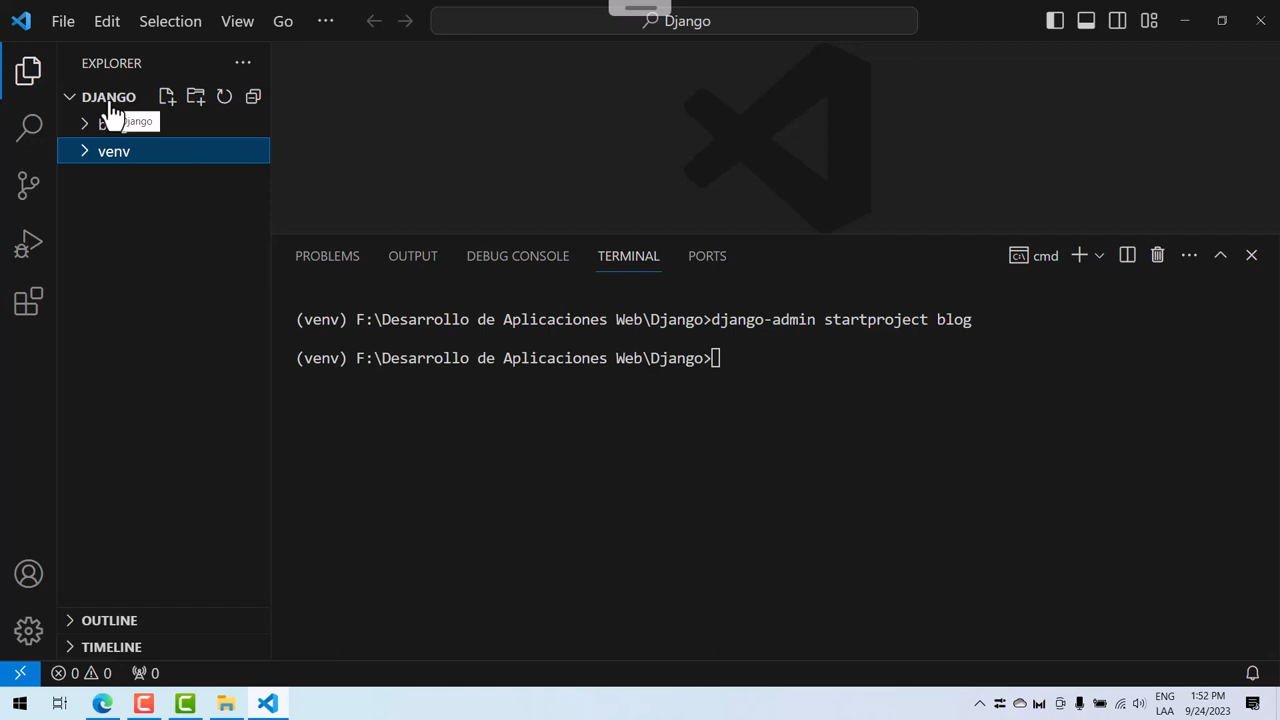 File Edit Selection View Go ···
Django
EXPLORER
DJANGO
Django
venv
PROBLEMS OUTPUT DEBUG CONSOLE TERMINAL PORTS
cmd
(venv) F:\Desarrollo de Aplicaciones Web\Django>django-admin startproject blog
(venv) F:\Desarrollo de Aplicaciones Web\Django>
OUTLINE
TIMELINE
0 0 0
ENG
LAA
1:52 PM
9/24/2023